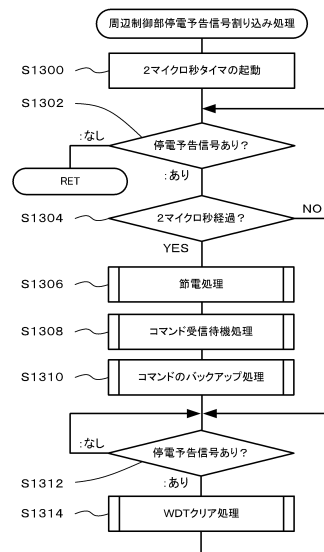 周辺制御部停電予告信号割り込み処理
S1300
2マイクロ秒タイマの起動
S1302
:なし
停電予告信号あり?
RET
:あり
S1304
2マイクロ秒経過?
NO
YES
S1306
節電処理
S1308
コマンド受信待機処理
S1310
コマンドのバックアップ処理
:なし
停電予告信号あり?
S1312
:あり
S1314
WDTクリア処理